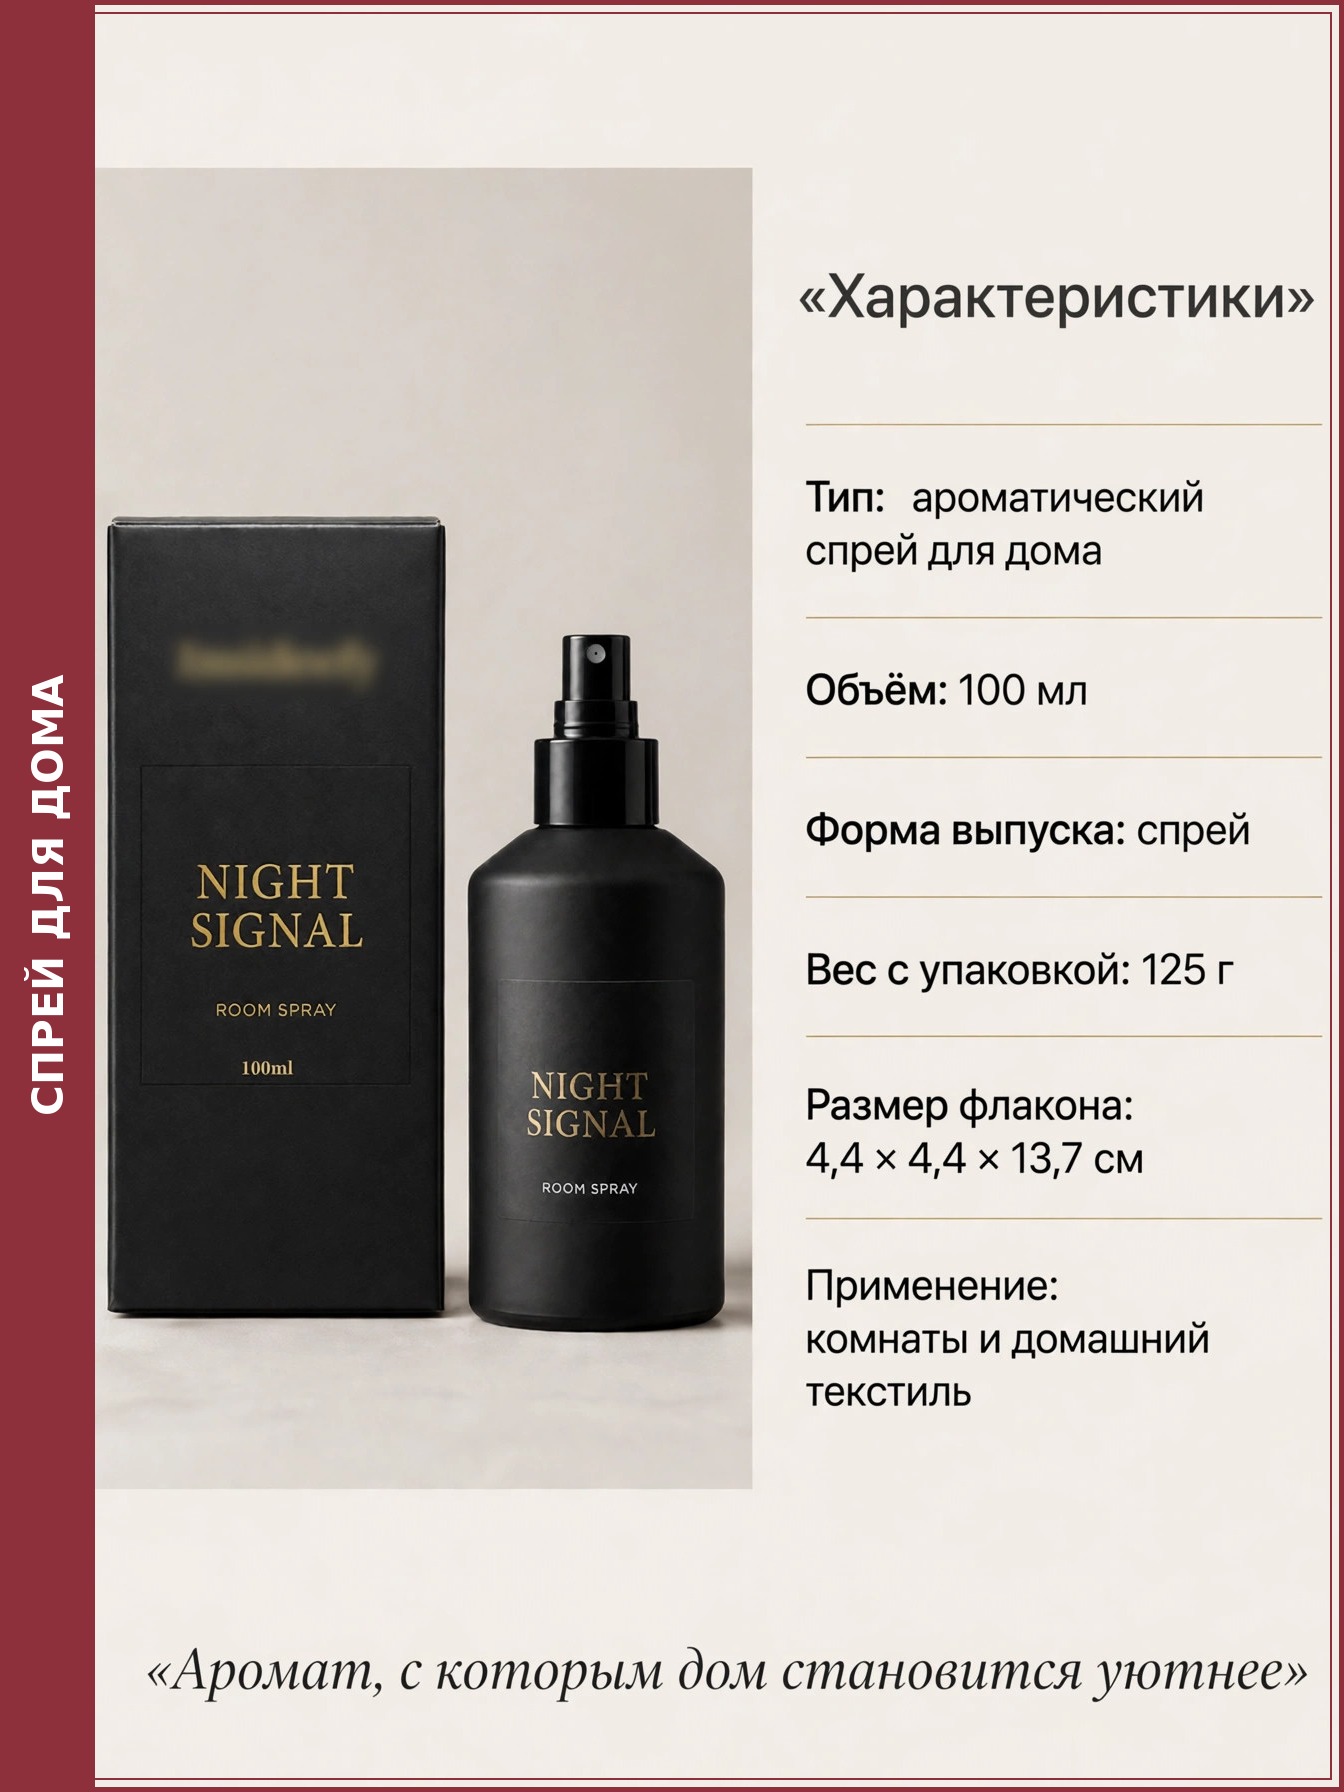 СПРЕЙ ДЛЯ ДОМА
«Характеристики»
Тип: ароматический
спрей для дома
Объём: 100 мл
Форма выпуска: спрей
Вес с упаковкой: 125 г
Размер флакона:
4,4 × 4,4 × 13,7 см
Применение:
комнаты и домашний
текстиль
NIGHT
SIGNAL
ROOM SPRAY
100ml
NIGHT
SIGNAL
ROOM SPRAY
«Аромат, с которым дом становится уютнее»